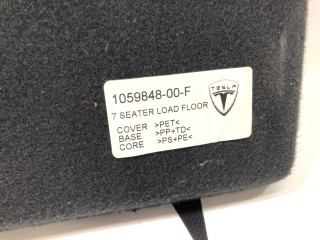 1059848-00-F
TESLA
7 SEATER LOAD FLOOR
COVER >PET<
BASE >PP+TD<
CORE >PS+PE<